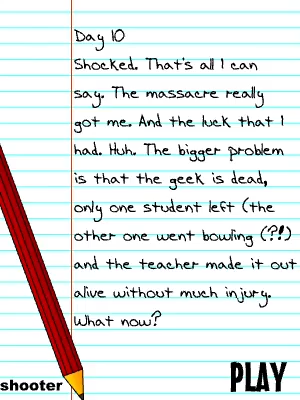 Day 10
Shocked. That's all I can
say. The massacre really
got me. And the luck that I
had. Huh. The bigger problem
is that the geek is dead,
only one student left (the
other one went bowling (?!)
and the teacher made it out
alive without much injury.
What now?
shooter
PLAY